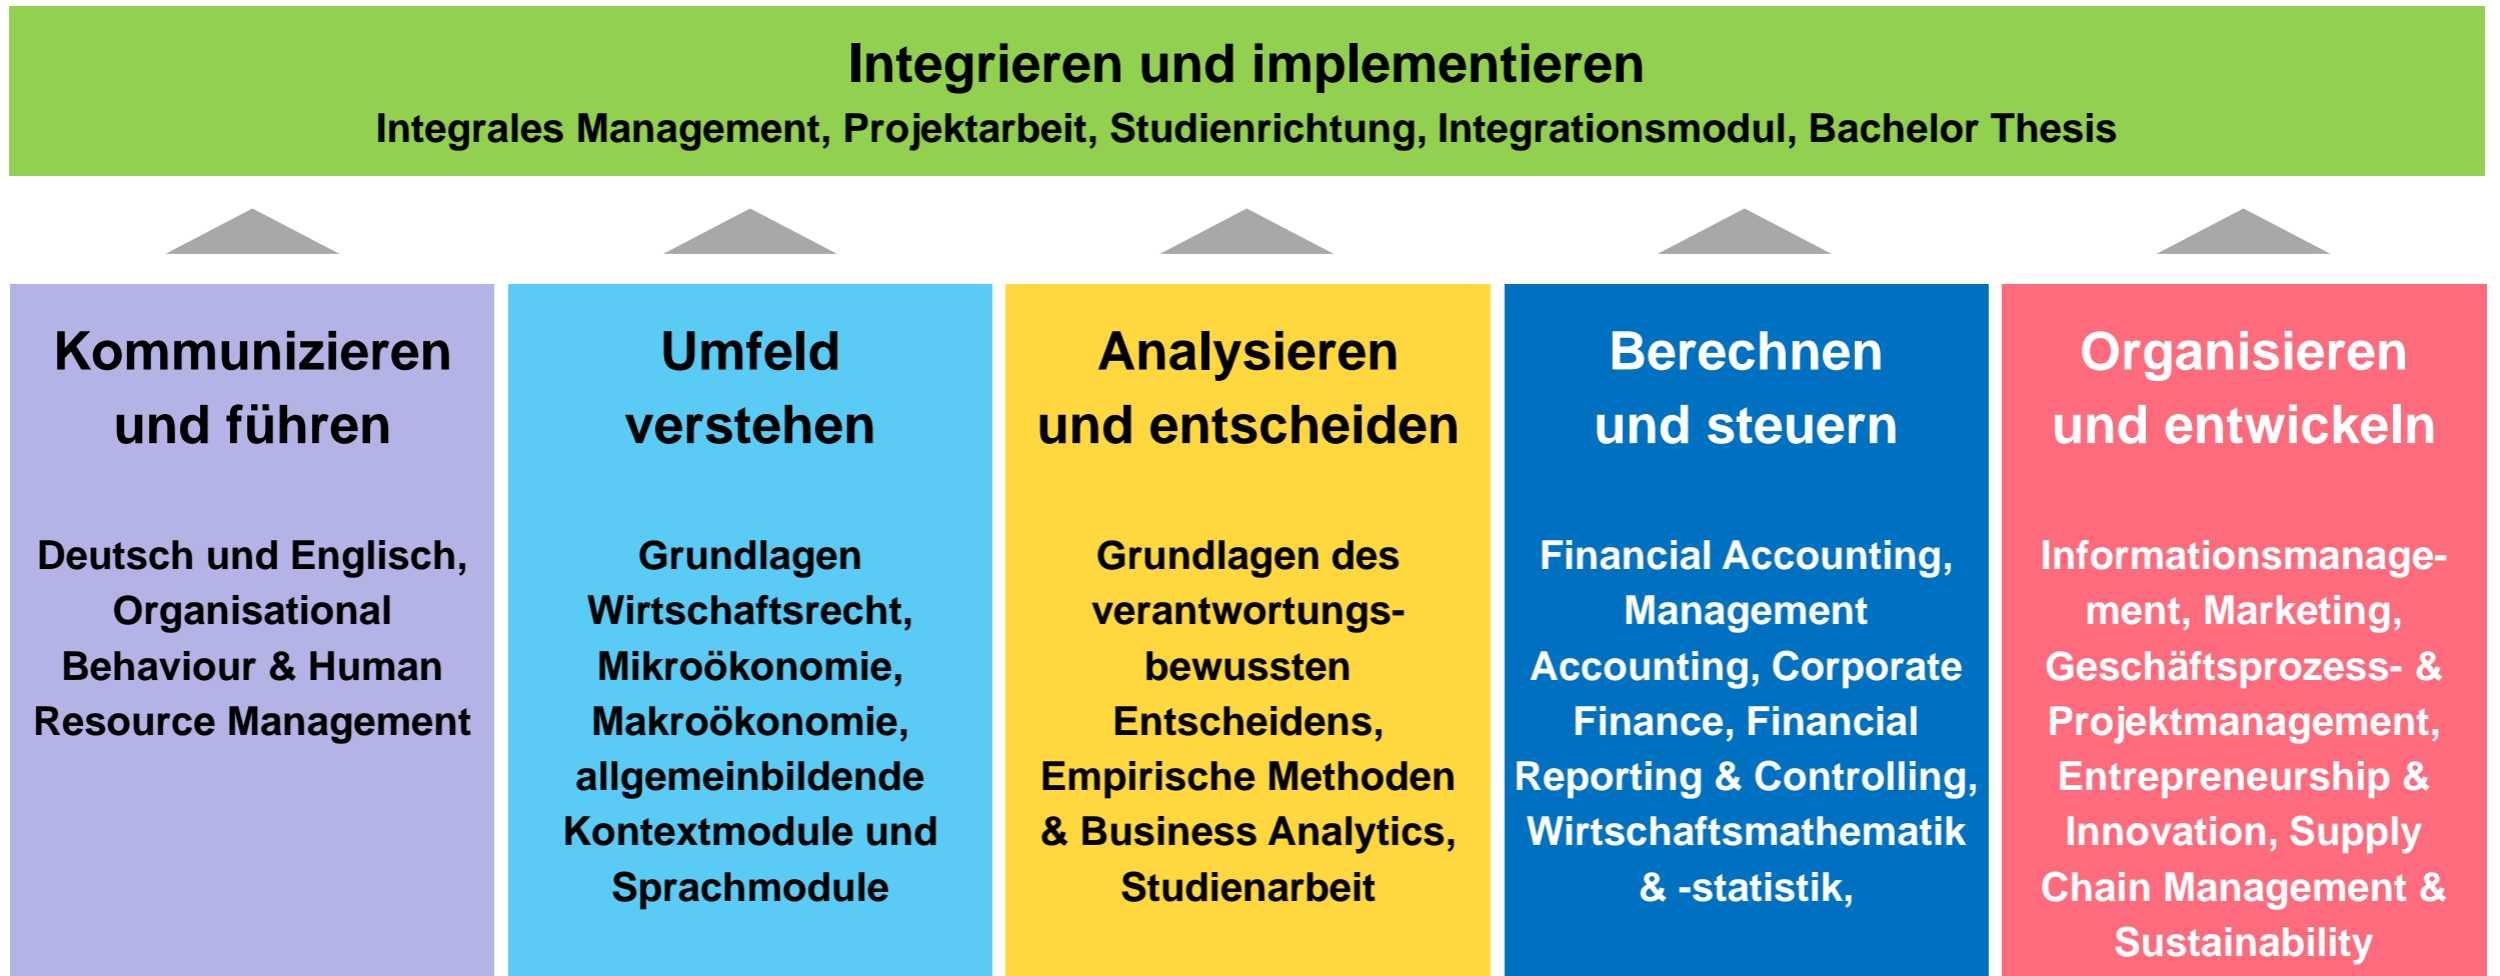 Integrieren und implementieren
Integrales Management, Projektarbeit, Studienrichtung, Integrationsmodul, Bachelor Thesis
Kommunizieren
und führen
Deutsch und Englisch,
Organisational
Behaviour & Human
Resource Management
Umfeld
verstehen
Grundlagen
Wirtschaftsrecht,
Mikroökonomie,
Makroökonomie,
allgemeinbildende
Kontextmodule und
Sprachmodule
Analysieren
und entscheiden
Grundlagen des
verantwortungs-
bewussten
Entscheidens,
Empirische Methoden
& Business Analytics,
Studienarbeit
Berechnen
und steuern
Financial Accounting,
Management
Accounting, Corporate
Finance, Financial
Reporting & Controlling,
Wirtschaftsmathematik
& -statistik,
Organisieren
und entwickeln
Informationsmanage-
ment, Marketing,
Geschäftsprozess- &
Projektmanagement,
Entrepreneurship &
Innovation, Supply
Chain Management &
Sustainability